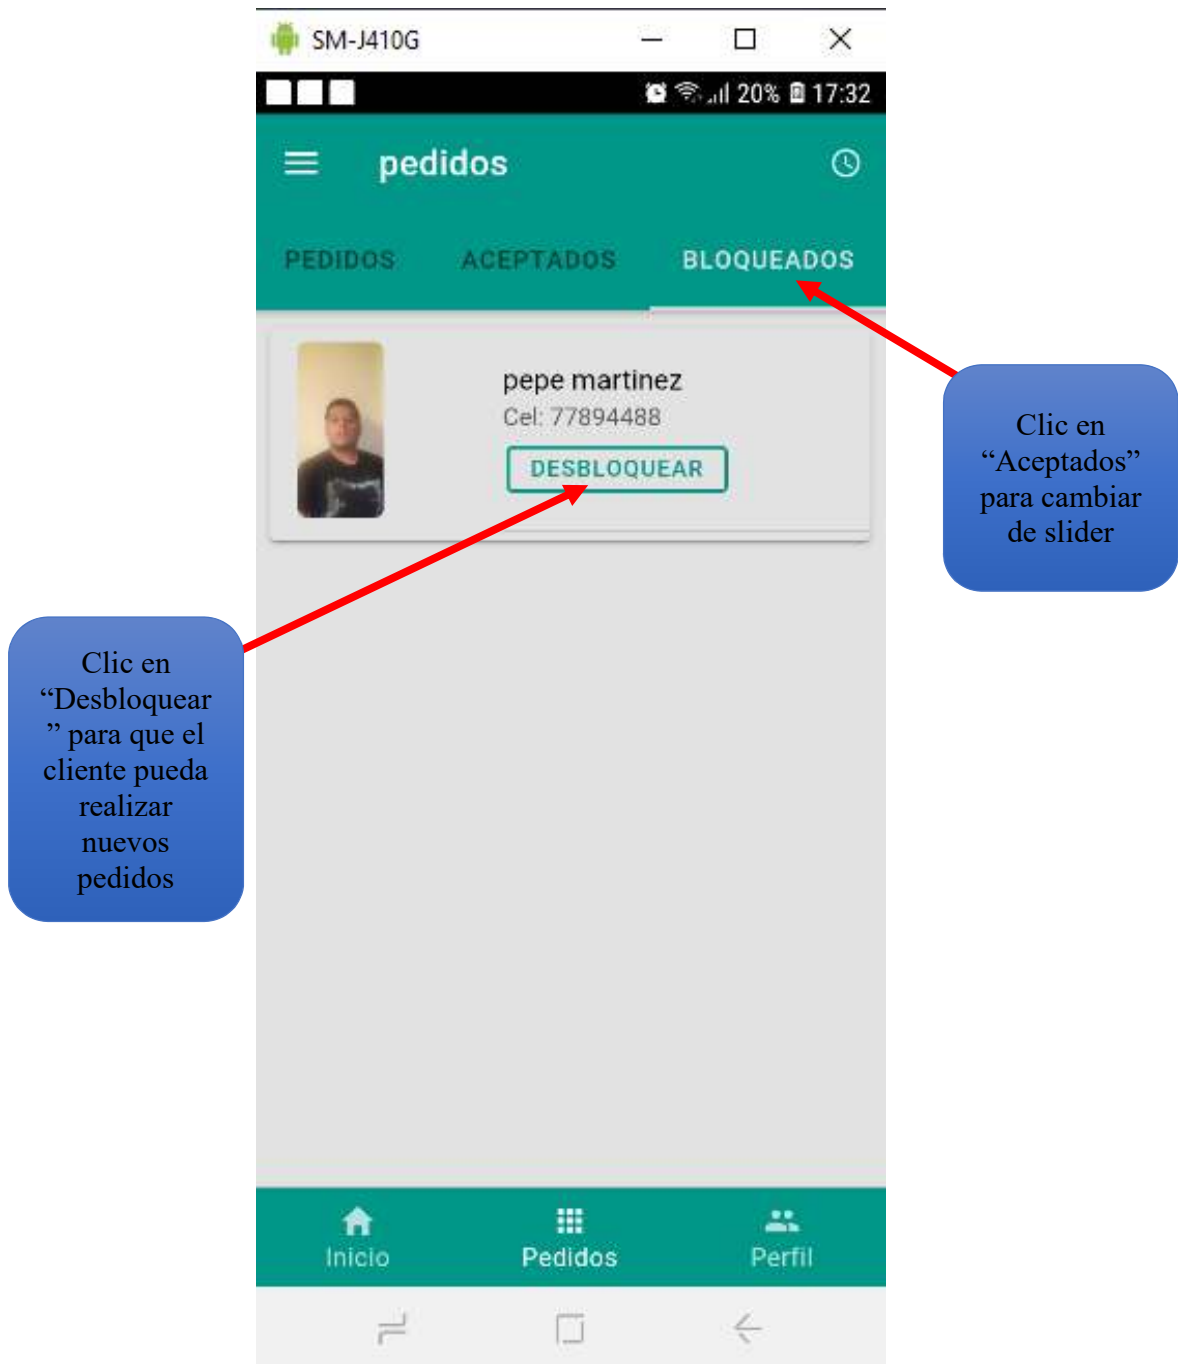 SM-J410G
20% 17:32
pedidos
PEDIDOS ACEPTADOS BLOQUEADOS
pepe martinez
Cel: 77894488
DESBLOQUEAR
Clic en
“Aceptados”
para cambiar
de slider
Clic en
“Desbloquear
” para que el
cliente pueda
realizar
nuevos
pedidos
Inicio Pedidos Perfil